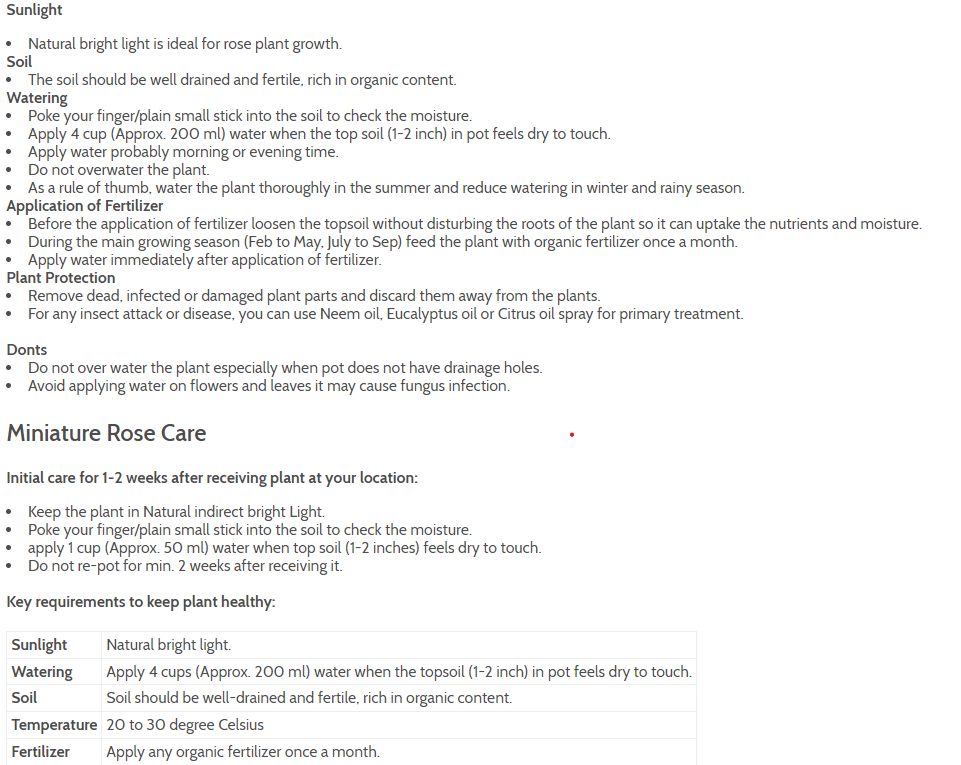 Sunlight
• Natural bright light is ideal for rose plant growth.
Soil
• The soil should be well drained and fertile, rich in organic content.
Watering
• Poke your finger/plain small stick into the soil to check the moisture.
• Apply 4 cup (Approx. 200 ml) water when the top soil (1-2 inch) in pot feels dry to touch.
• Apply water probably morning or evening time.
• Do not overwater the plant.
• As a rule of thumb, water the plant thoroughly in the summer and reduce watering in winter and rainy season.
Application of Fertilizer
• Before the application of fertilizer loosen the topsoil without disturbing the roots of the plant so it can uptake the nutrients and moisture.
• During the main growing season (Feb to May, July to Sep) feed the plant with organic fertilizer once a month.
• Apply water immediately after application of fertilizer.
Plant Protection
• Remove dead, infected or damaged plant parts and discard them away from the plants.
• For any insect attack or disease, you can use Neem oil, Eucalyptus oil or Citrus oil spray for primary treatment.
Donts
• Do not over water the plant especially when pot does not have drainage holes.
• Avoid applying water on flowers and leaves it may cause fungus infection.
Miniature Rose Care
Initial care for 1-2 weeks after receiving plant at your location:
• Keep the plant in Natural indirect bright Light.
• Poke your finger/plain small stick into the soil to check the moisture.
• apply 1 cup (Approx. 50 ml) water when top soil (1-2 inches) feels dry to touch.
• Do not re-pot for min. 2 weeks after receiving it.
Key requirements to keep plant healthy:
Sunlight Natural bright light.
Watering Apply 4 cups (Approx. 200 ml) water when the topsoil (1-2 inch) in pot feels dry to touch.
Soil Soil should be well-drained and fertile, rich in organic content.
Temperature 20 to 30 degree Celsius
Fertilizer Apply any organic fertilizer once a month.